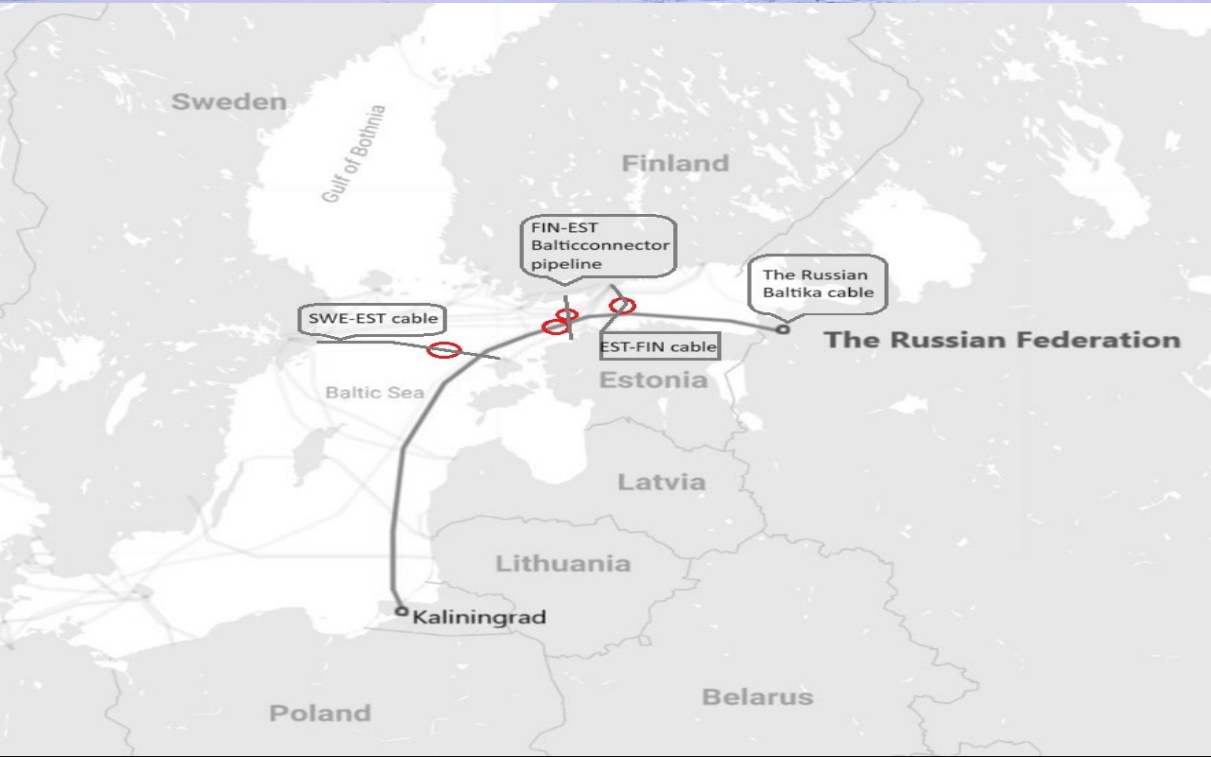 Sweden
Gulf of Bothnia
Finland
FIN-EST
Balticconnector
pipeline
The Russian
Baltika cable
SWE-EST cable
EST-FIN cable
The Russian Federation
Estonia
Baltic Sea
Latvia
Lithuania
Kaliningrad
Belarus
Poland